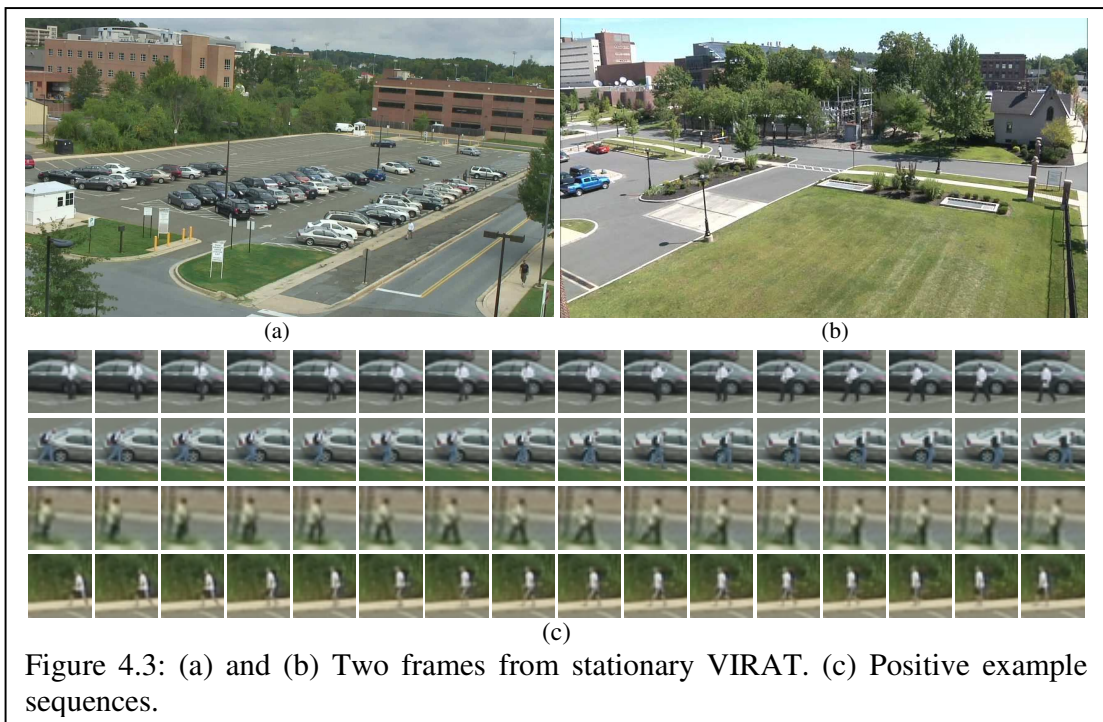 (a)
(b)
(c)
Figure 4.3: (a) and (b) Two frames from stationary VIRAT. (c) Positive example
sequences.